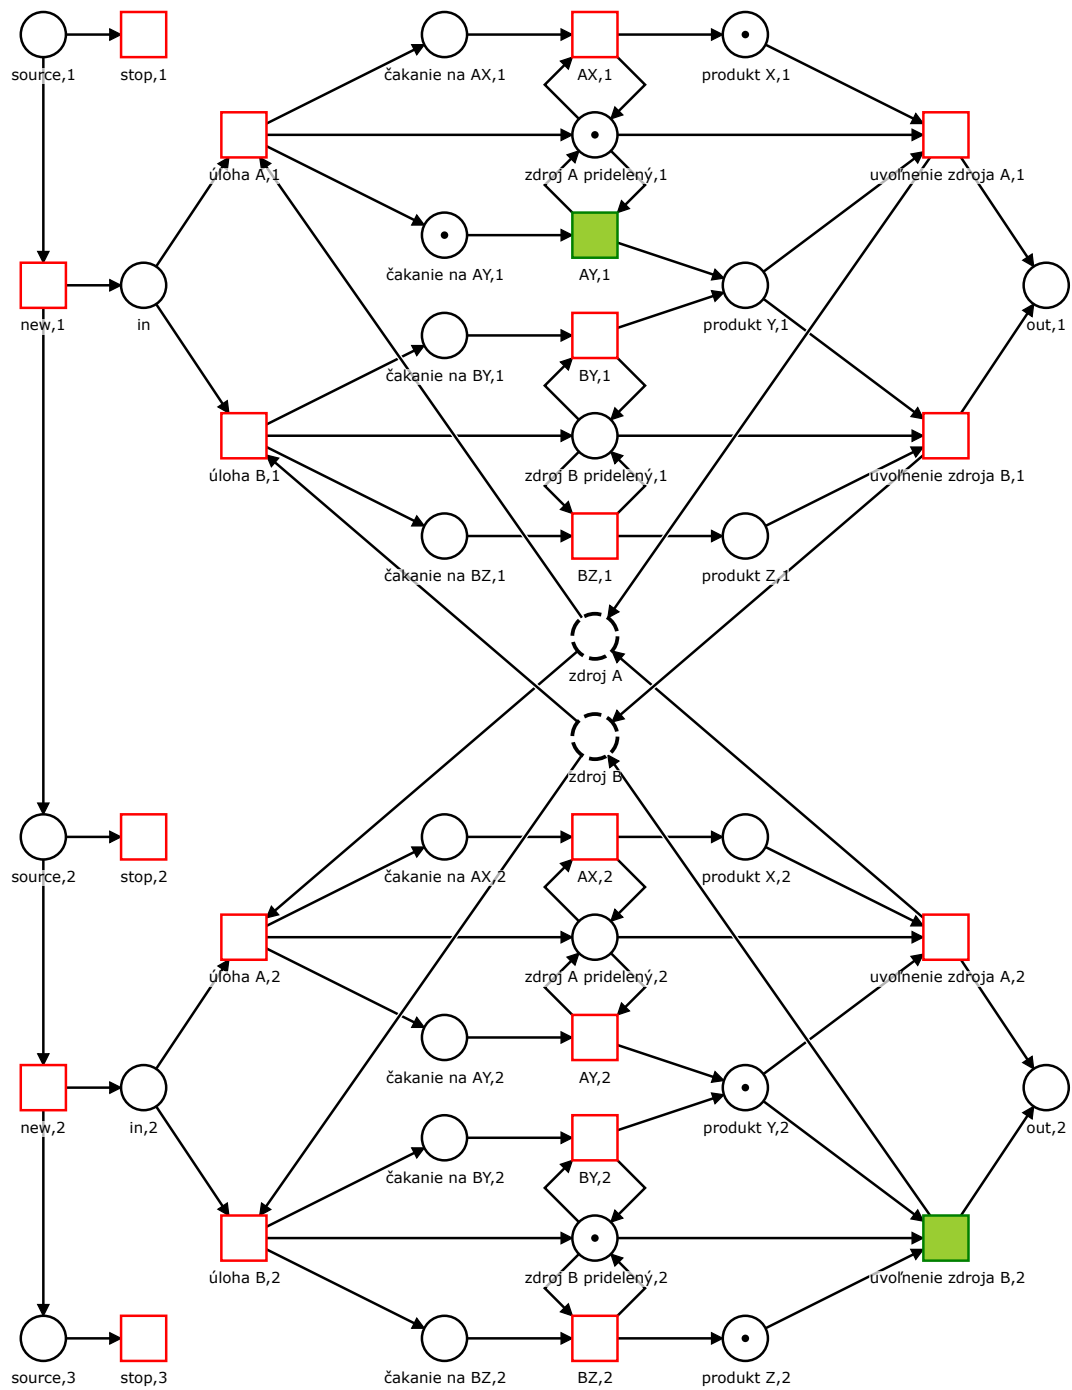 source,1
stop,1
čakanie na AX,1
AX,1
produkt X,1
úloha A,1
zdroj A pridelený,1
uvoľnenie zdroja A,1
čakanie na AY,1
AY,1
new,1
in
produkt Y,1
out,1
čakanie na BY,1
BY,1
úloha B,1
zdroj B pridelený,1
uvoľnenie zdroja B,1
čakanie na BZ,1
BZ,1
produkt Z,1
zdroj A
zdroj B
source,2
stop,2
čakanie na AX,2
AX,2
produkt X,2
úloha A,2
zdroj A pridelený,2
uvoľnenie zdroja A,2
čakanie na AY,2
AY,2
new,2
in,2
produkt Y,2
out,2
čakanie na BY,2
BY,2
úloha B,2
zdroj B pridelený,2
uvoľnenie zdroja B,2
source,3
stop,3
čakanie na BZ,2
BZ,2
produkt Z,2